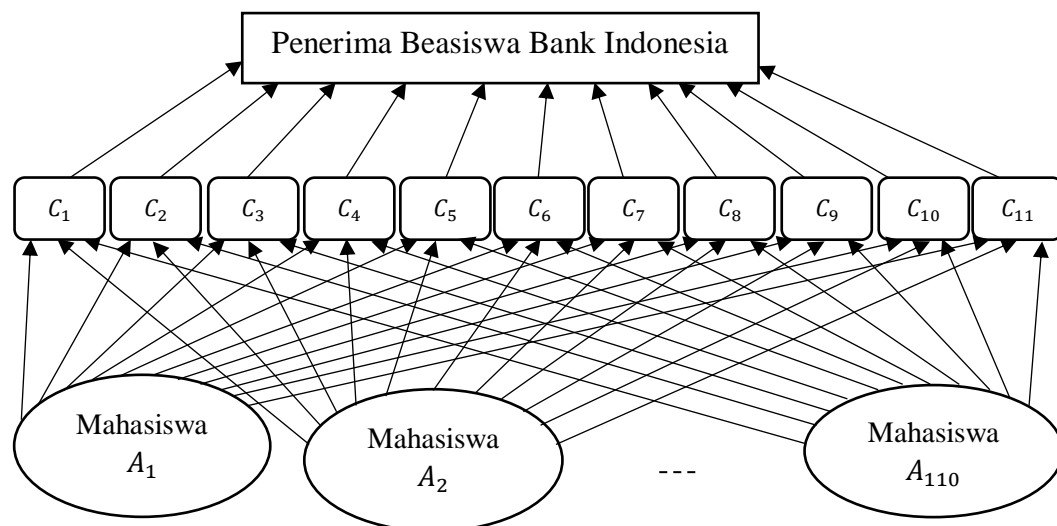 Penerima Beasiswa Bank Indonesia
C₁ C₂ C₃ C₄ C₅ C₆ C₇ C₈ C₉ C₁₀ C₁₁
Mahasiswa
A₁
Mahasiswa
A₂
---
Mahasiswa
A₁₁₀